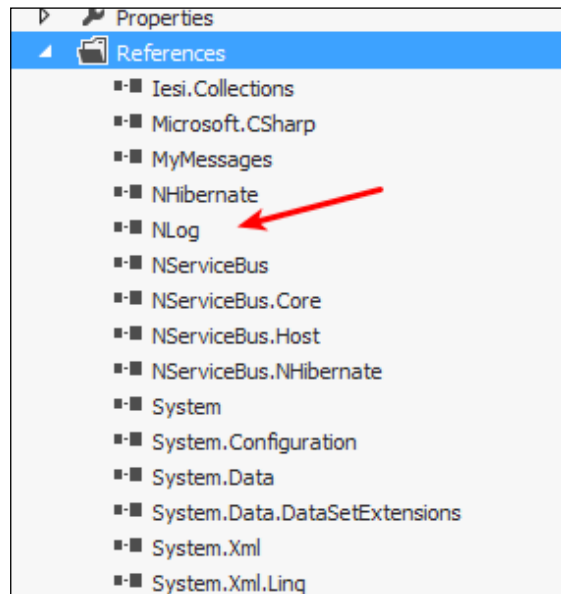 Properties
References
Iesi.Collections
Microsoft.CSharp
MyMessages
NHibernate
NLog
NServiceBus
NServiceBus.Core
NServiceBus.Host
NServiceBus.NHibernate
System
System.Configuration
System.Data
System.Data.DataSetExtensions
System.Xml
System.Xml.Linq